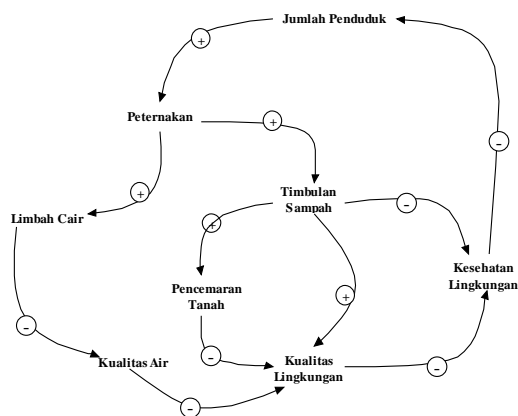 Jumlah Penduduk
+
Peternakan
+
+
-
Timbulan
Sampah
-
Limbah Cair
+
Kesehatan
Lingkungan
Pencemaran
Tanah
+
-
-
Kualitas Air
Kualitas
Lingkungan
-
-